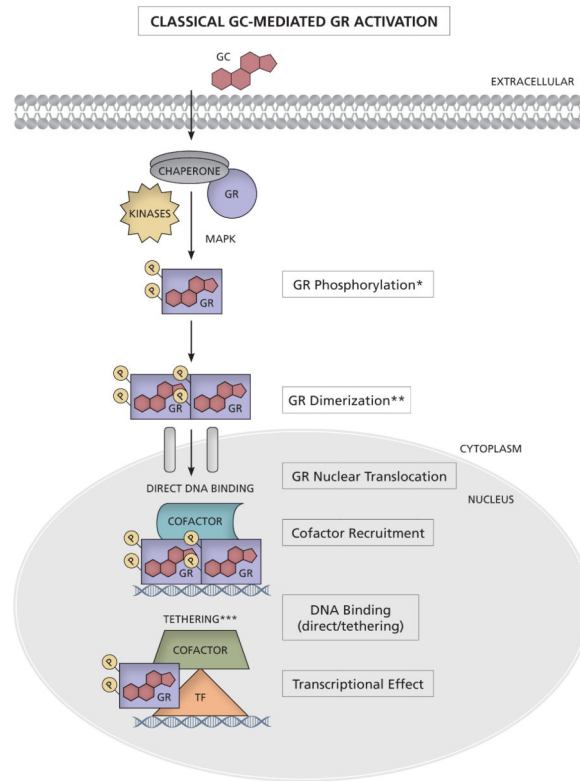 CLASSICAL GC-MEDIATED GR ACTIVATION
GC
EXTRACELLULAR
CHAPERONE
GR
KINASES
MAPK
P
P
GR
GR Phosphorylation*
P
P
P
P
GR
GR
GR Dimerization**
CYTOPLASM
GR Nuclear Translocation
NUCLEUS
DIRECT DNA BINDING
COFACTOR
Cofactor Recruitment
P
P
P
P
GR
GR
DNA Binding
(direct/tethering)
TETHERING***
COFACTOR
P
P
GR
TF
Transcriptional Effect